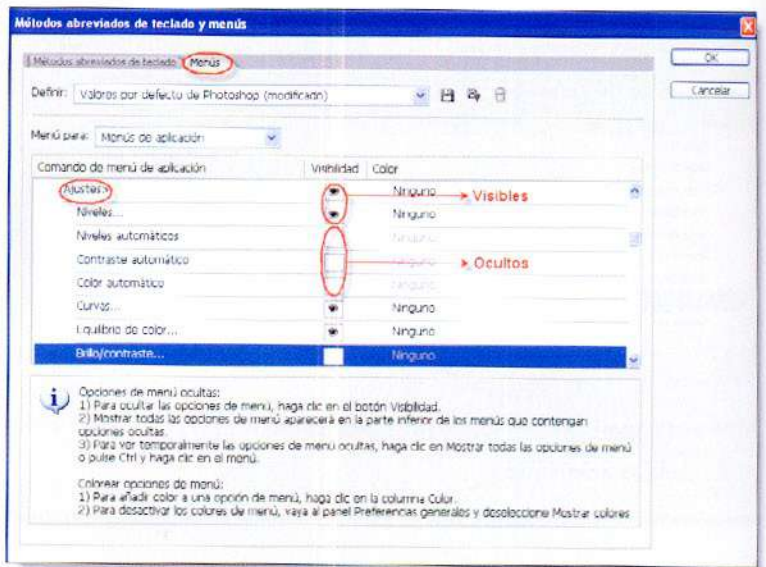 Métodos abreviados de teclado y menús
Métodos abreviados de teclado Menús
OK
Cancelar
Definir: Valores por defecto de Photoshop (modificado)
Menú para: Menús de aplicación
Comando de menú de aplicación Visibilidad Color
Ajustes> Ninguno Visibles
Niveles... Ninguno
Niveles automáticos Ninguno
Contraste automático Ninguno Ocultos
Color automático Ninguno
Curvas... Ninguno
Equilibrio de color... Ninguno
Brillo/contraste... Ninguno
Opciones de menú ocultas:
1) Para ocultar las opciones de menú, haga clic en el botón Visibilidad.
2) Mostrar todas las opciones de menú aparecerá en la parte inferior de los menús que contengan
opciones ocultas.
3) Para ver temporalmente las opciones de menú ocultas, haga clic en Mostrar todas las opciones de menú
o pulse Ctrl y haga clic en el menú.
Colorear opciones de menú:
1) Para añadir color a una opción de menú, haga clic en la columna Color.
2) Para desactivar los colores de menú, vaya al panel Preferencias generales y deseleccione Mostrar colores